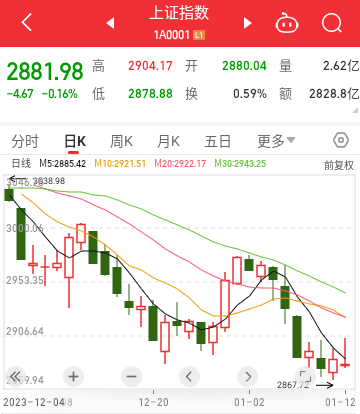 上证指数
1A0001 L1
2881.98
-4.67 -0.16%
高 2904.17 开 2880.04 量 2.62亿
低 2878.88 换 0.59% 额 2828.8亿
分时 日K 周K 月K 五日 更多
日线 M5:2885.42 M10:2921.51 M20:2922.17 M30:2943.25 前复权
3038.98
3000.06
2953.35
2906.64
2867.72
2023-12-04 12-20 01-02 01-12